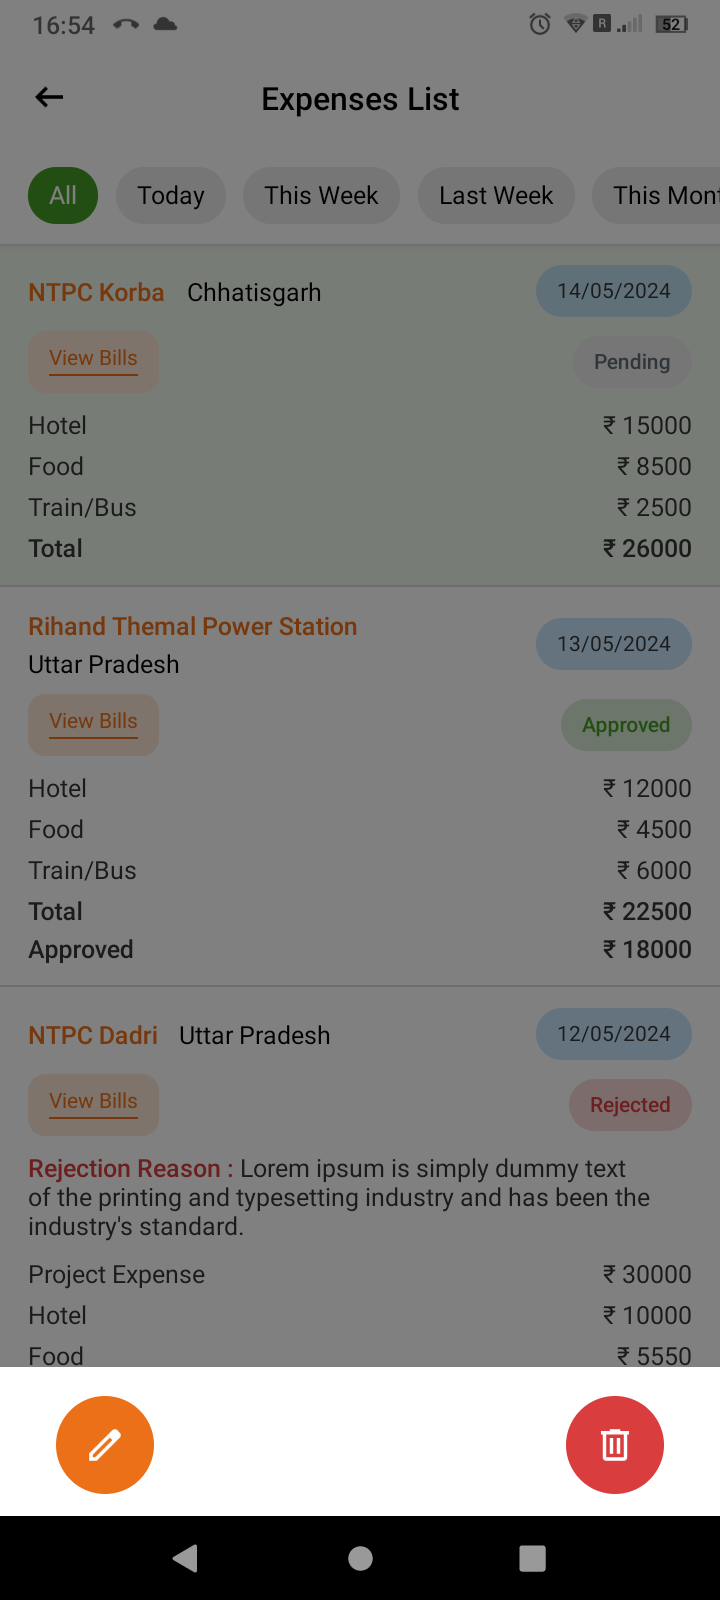 16:54 R 52
Expenses List
All Today This Week Last Week This Mont
NTPC Korba Chhatisgarh 14/05/2024
View Bills Pending
Hotel ₹ 15000
Food ₹ 8500
Train/Bus ₹ 2500
Total ₹ 26000
Rihand Themal Power Station
Uttar Pradesh 13/05/2024
View Bills Approved
Hotel ₹ 12000
Food ₹ 4500
Train/Bus ₹ 6000
Total ₹ 22500
Approved ₹ 18000
NTPC Dadri Uttar Pradesh 12/05/2024
View Bills Rejected
Rejection Reason : Lorem ipsum is simply dummy text
of the printing and typesetting industry and has been the
industry's standard.
Project Expense ₹ 30000
Hotel ₹ 10000
Food ₹ 5550